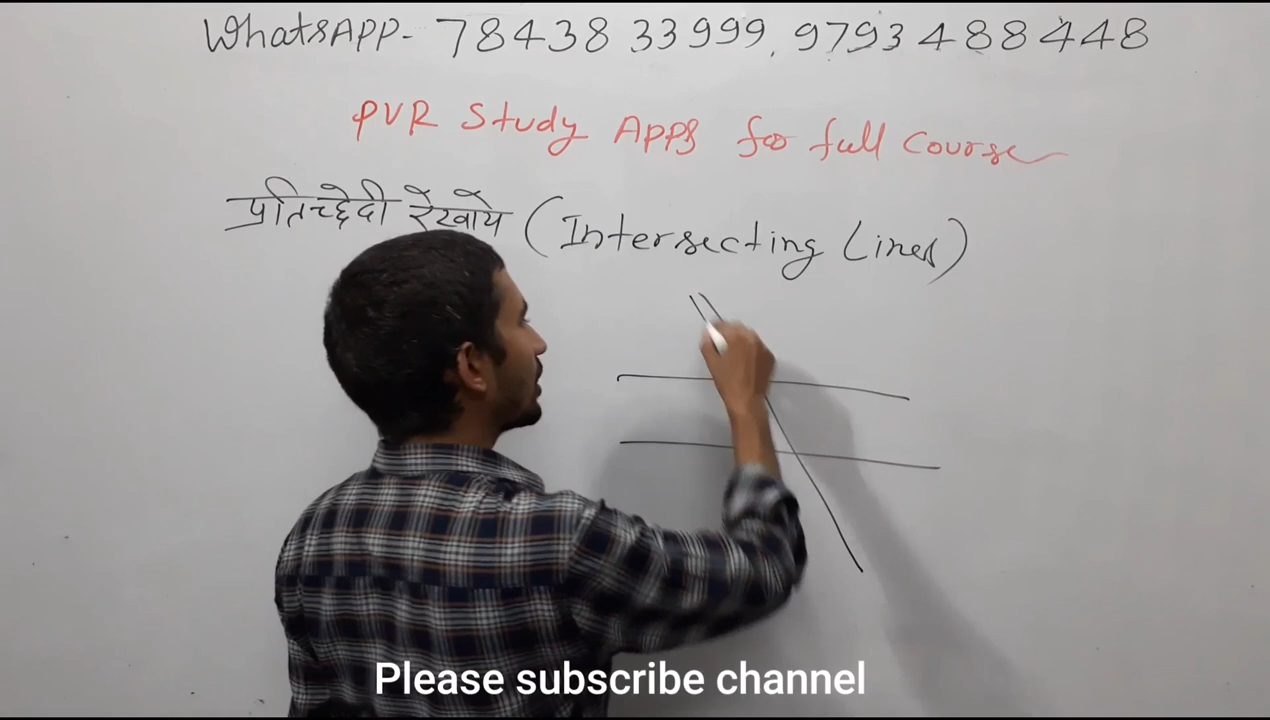 WhatsAPP- 78438 33999, 9793488448
PVR Study APPS for full Course
प्रतिच्छेदी रेखायें (Intersecting Lines)
Please subscribe channel